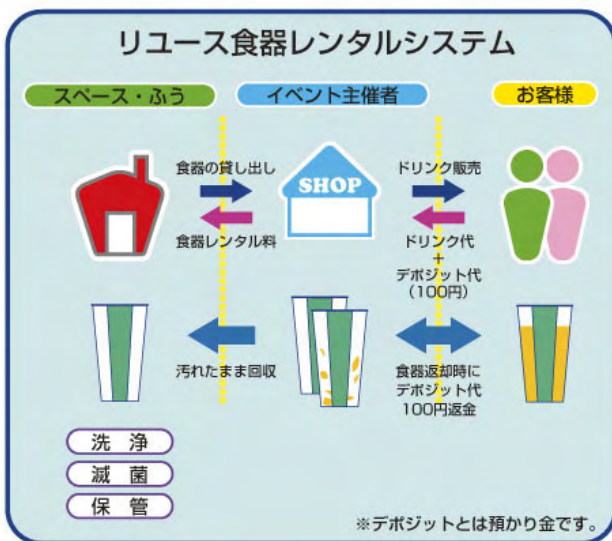 リユース食器レンタルシステム
スペース・ふう
イベント主催者
お客様
食器の貸し出し
SHOP
ドリンク販売
食器レンタル料
ドリンク代
+
デポジット代
(100円)
汚れたまま回収
食器返却時に
デポジット代
100円返金
洗 浄
滅 菌
保 管
※デポジットとは預かり金です。